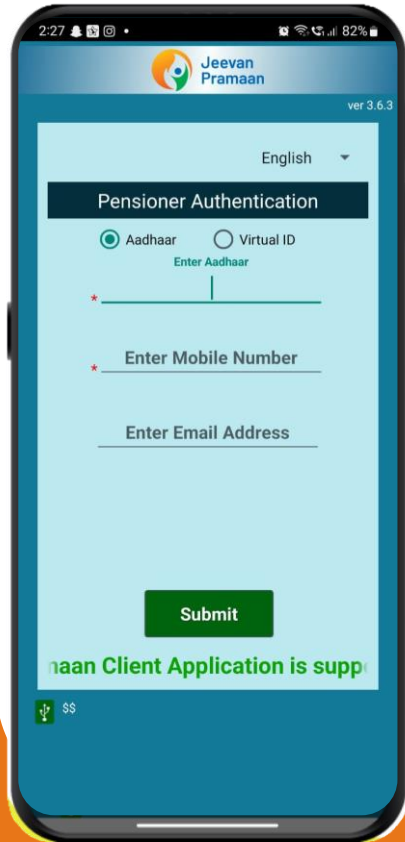 2:27
82%
Jeevan
Pramaan
ver 3.6.3
English
Pensioner Authentication
Aadhaar
Virtual ID
Enter Aadhaar
*
* Enter Mobile Number
Enter Email Address
Submit
naan Client Application is supp
$$